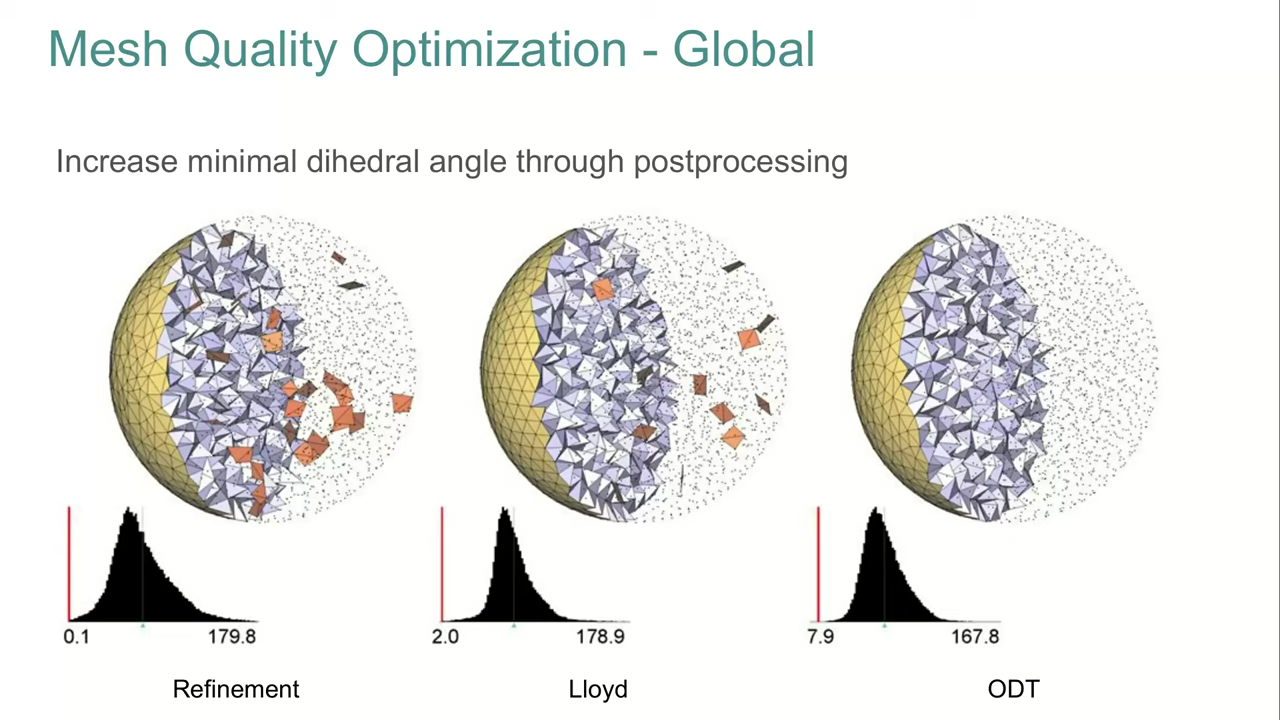 Mesh Quality Optimization - Global
Increase minimal dihedral angle through postprocessing
0.1 179.8
2.0 178.9
7.9 167.8
Refinement
Lloyd
ODT